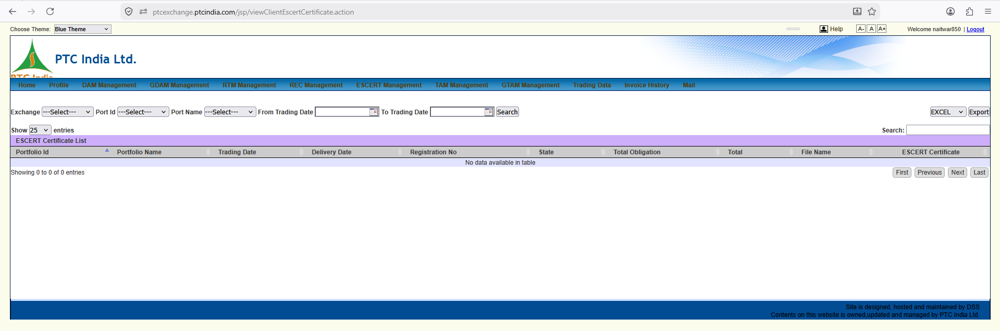 ptcexchange.ptcindia.com/jsp/viewClientEscertCertificate.action
Choose Theme: Blue Theme Help A- A A+ Welcome naitwar850 | Logout
PTC India Ltd.
PTC India
Home Profile DAM Management GDAM Management RTM Management REC Management ESCERT Management TAM Management GTAM Management Trading Data Invoice History Mail
Exchange ---Select--- Port Id ---Select--- Port Name ---Select--- From Trading Date To Trading Date Search EXCEL Export
Show 25 entries Search:
ESCERT Certificate List
Portfolio Id Portfolio Name Trading Date Delivery Date Registration No State Total Obligation Total File Name ESCERT Certificate
No data available in table
Showing 0 to 0 of 0 entries First Previous Next Last
Site is designed, hosted and maintained by DSS
Contents on this website is owned,updated and managed by PTC India Ltd.